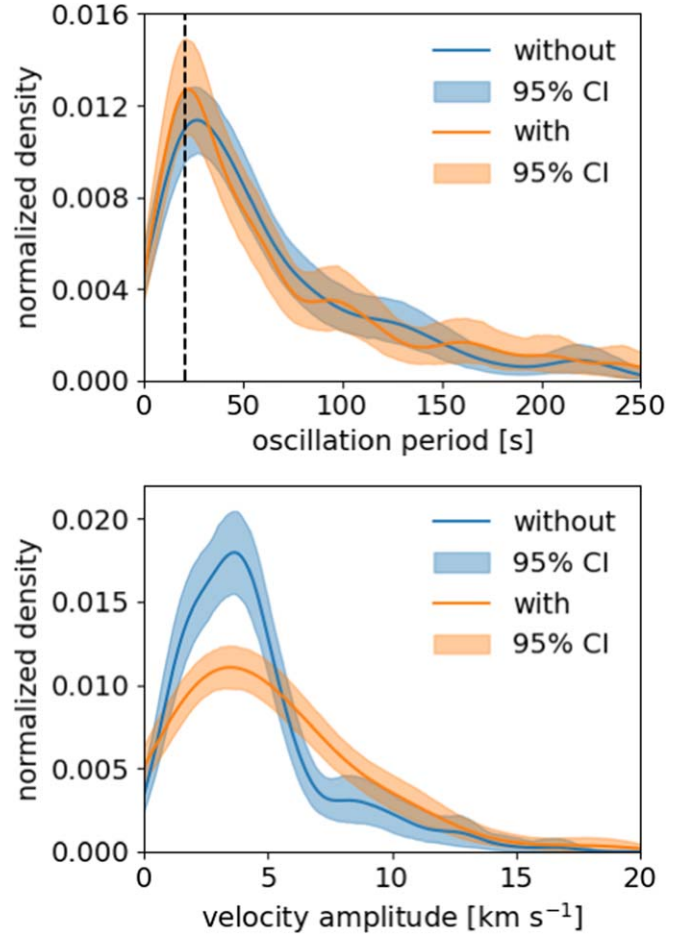 0.016
0.012
0.008
0.004
0.000
normalized density
without
95% CI
with
95% CI
0 50 100 150 200 250
oscillation period [s]
0.020
0.015
0.010
0.005
0.000
normalized density
without
95% CI
with
95% CI
0 5 10 15 20
velocity amplitude [km s⁻¹]